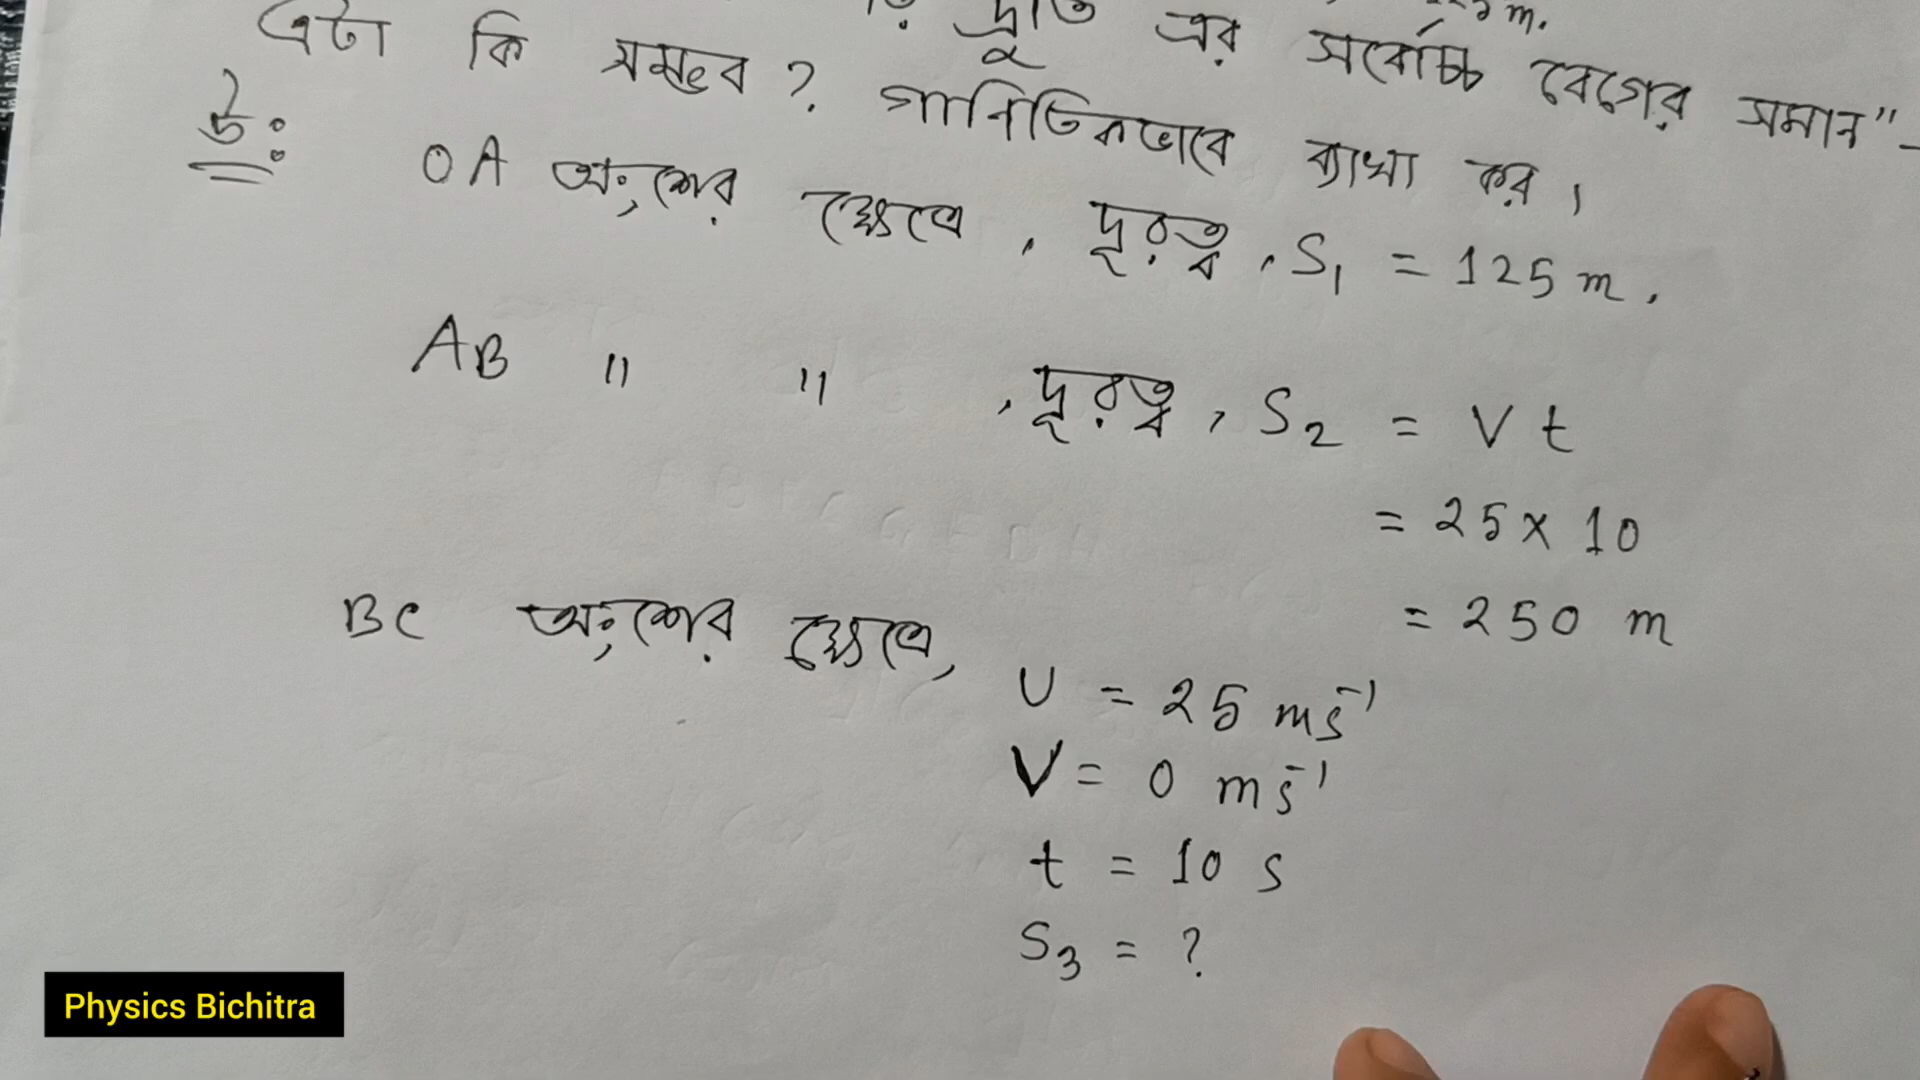 দ্রুতি এর সর্বোচ্চ বেগের সমান"-
এটা কি সম্ভব? গানিতিকভাবে ব্যাখা কর।
উঃ
OA অংশের ক্ষেত্রে, দূরত্ব, S₁ = 125 m.
AB " " , দূরত্ব, S₂ = Vt
= 25 × 10
= 250 m
BC অংশের ক্ষেত্রে,
U = 25 ms⁻¹
V = 0 ms⁻¹
t = 10 s
S₃ = ?
Physics Bichitra